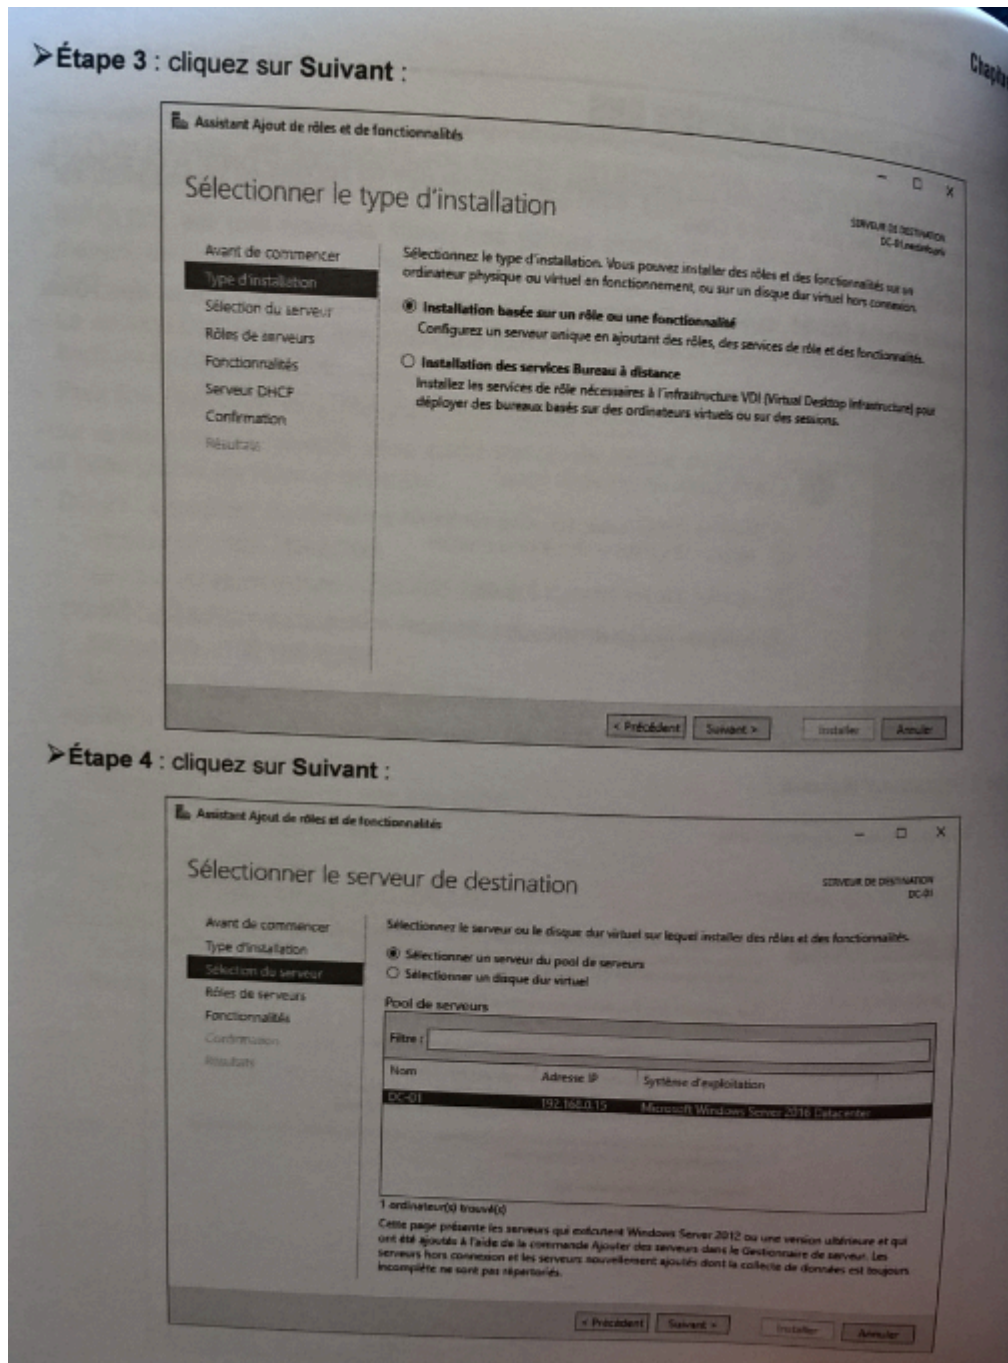 ➢Étape 3 : cliquez sur Suivant :
Assistant Ajout de rôles et de fonctionnalités
Sélectionner le type d'installation
SERVEUR DE DESTINATION
Avant de commencer
Type d'installation
Sélection du serveur
Rôles de serveurs
Fonctionnalités
Serveur DHCP
Confirmation
Résultats
Sélectionnez le type d'installation. Vous pouvez installer des rôles et des fonctionnalités sur un
ordinateur physique ou virtuel en fonctionnement, ou sur un disque dur virtuel hors connexion.
Installation basée sur un rôle ou une fonctionnalité
Configurez un serveur unique en ajoutant des rôles, des services de rôle et des fonctionnalités.
Installation des services Bureau à distance
Installez les services de rôle nécessaires à l'infrastructure VDI (Virtual Desktop Infrastructure) pour
déployer des bureaux basés sur des ordinateurs virtuels ou sur des sessions.
< Précédent Suivant > Installer Annuler
➢Étape 4 : cliquez sur Suivant :
Assistant Ajout de rôles et de fonctionnalités
Sélectionner le serveur de destination
SERVEUR DE DESTINATION
DC-01
Avant de commencer
Type d'installation
Sélection du serveur
Rôles de serveurs
Fonctionnalités
Confirmation
Résultats
Sélectionnez le serveur ou le disque dur virtuel sur lequel installer des rôles et des fonctionnalités.
Sélectionner un serveur du pool de serveurs
Sélectionner un disque dur virtuel
Pool de serveurs
Filtre :
Nom Adresse IP Système d'exploitation
DC-01 192.168.0.15 Microsoft Windows Server 2016 Datacenter
1 ordinateur(s) trouvé(s)
Cette page présente les serveurs qui exécutent Windows Server 2012 ou une version ultérieure et qui
ont été ajoutés à l'aide de la commande Ajouter des serveurs dans le Gestionnaire de serveur. Les
serveurs hors connexion et les serveurs nouvellement ajoutés dont la collecte de données est toujours
incomplète ne sont pas répertoriés.
< Précédent Suivant > Installer Annuler